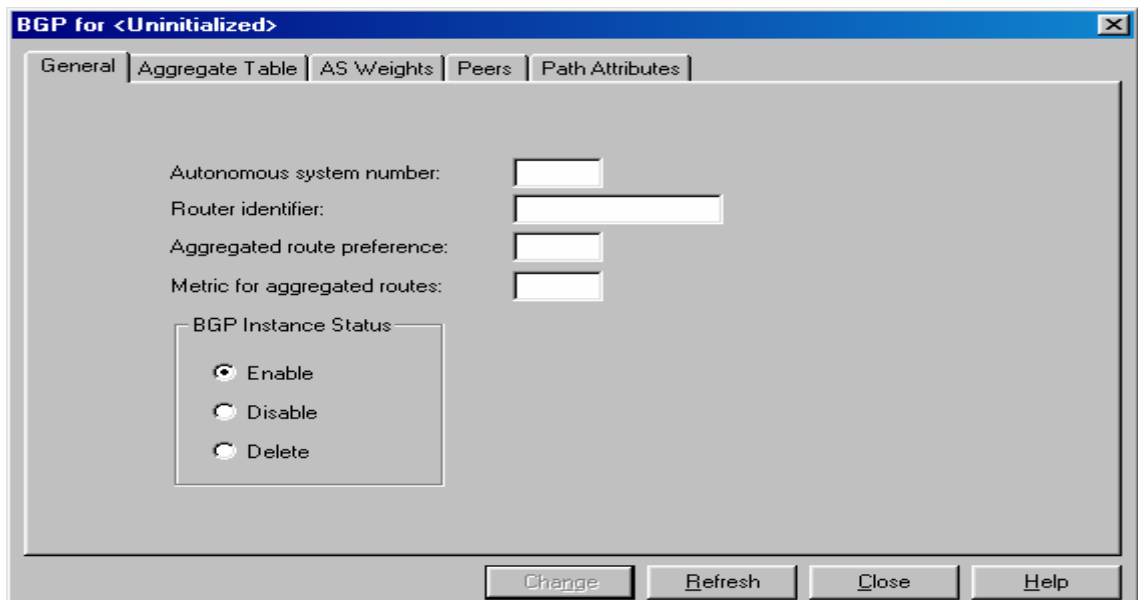 BGP for <Uninitialized>
General Aggregate Table AS Weights Peers Path Attributes
Autonomous system number:
Router identifier:
Aggregated route preference:
Metric for aggregated routes:
BGP Instance Status
Enable
Disable
Delete
Change Refresh Close Help